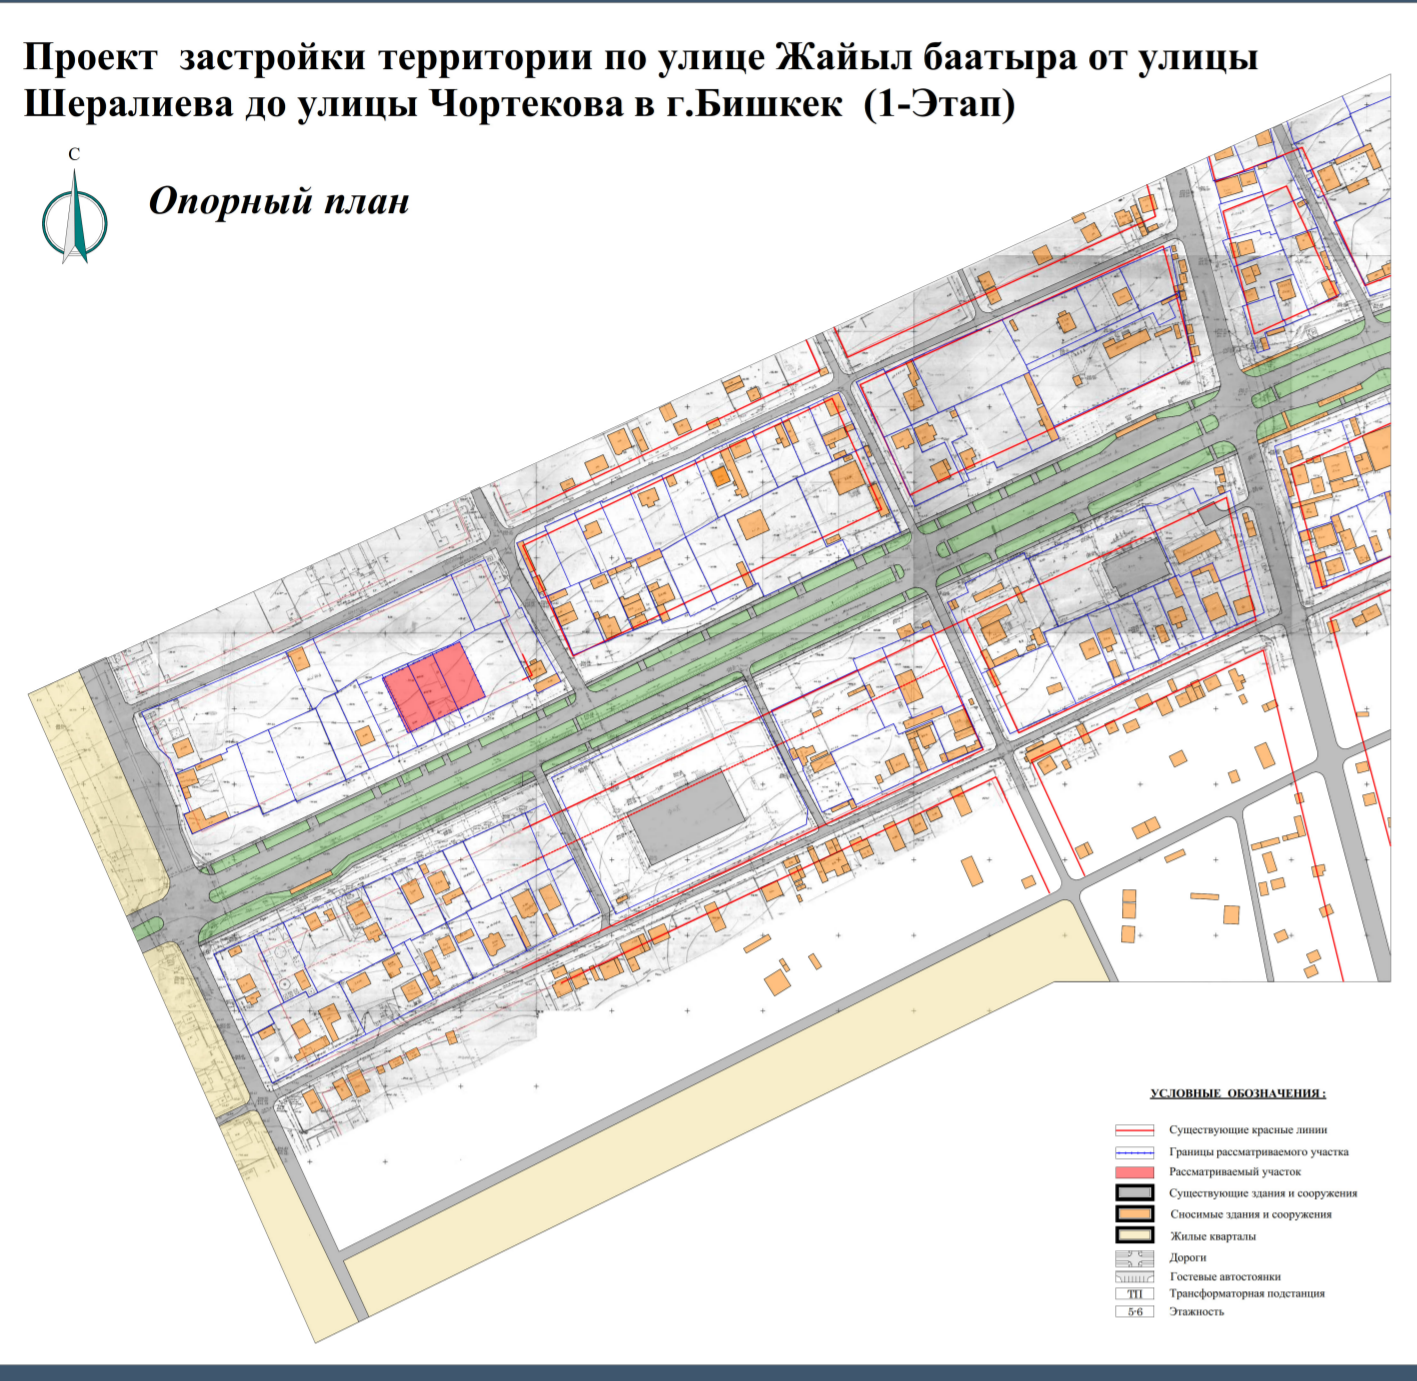 Проект застройки территории по улице Жайыл баатыра от улицы
Шералиева до улицы Чортекова в г.Бишкек (1-Этап)
С
Опорный план
УСЛОВНЫЕ ОБОЗНАЧЕНИЯ :
Существующие красные линии
Границы рассматриваемого участка
Рассматриваемый участок
Существующие здания и сооружения
Сносимые здания и сооружения
Жилые кварталы
Дороги
Гостевые автостоянки
ТП Трансформаторная подстанция
5-6 Этажность